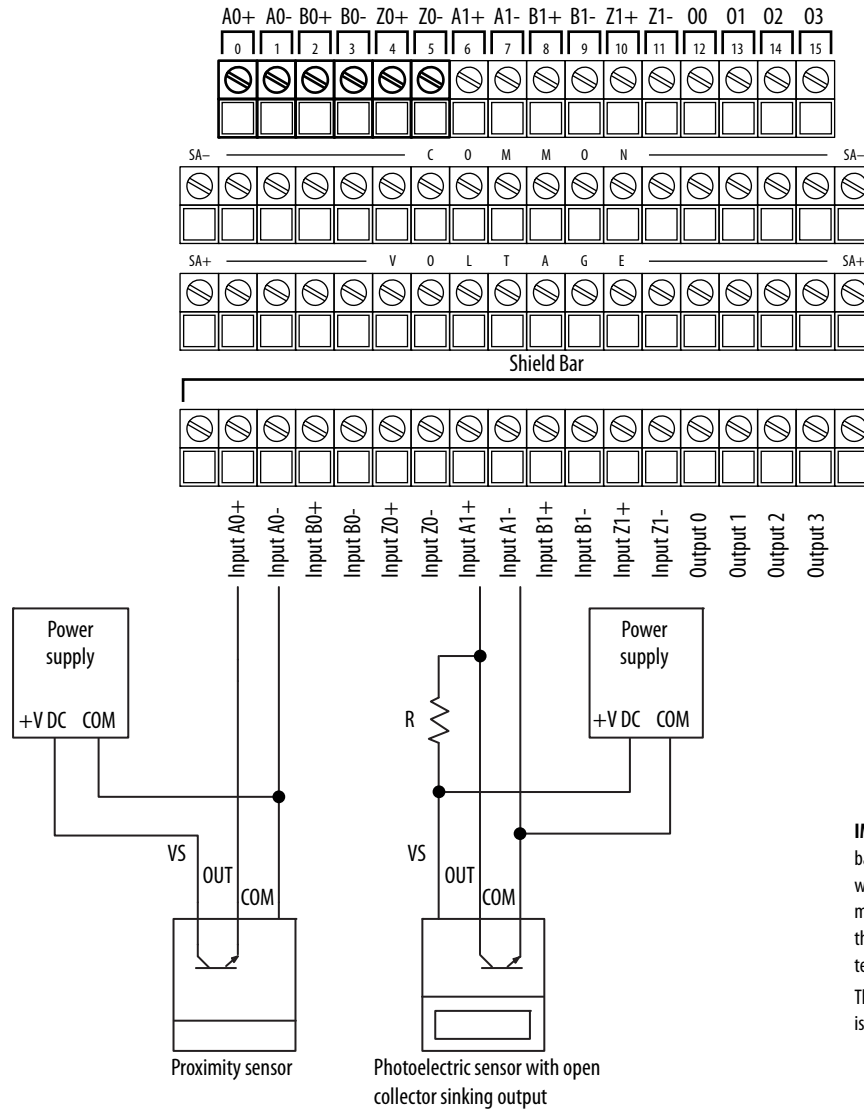 A0+ A0- B0+ B0- Z0+ Z0- A1+ A1- B1+ B1- Z1+ Z1- O0 O1 O2 O3
0 1 2 3 4 5 6 7 8 9 10 11 12 13 14 15
SA– C O M M O N SA–
SA+ V O L T A G E SA+
Shield Bar
Input A0+
Input A0-
Input B0+
Input B0-
Input Z0+
Input Z0-
Input A1+
Input A1-
Input B1+
Input B1-
Input Z1+
Input Z1-
Output 0
Output 1
Output 2
Output 3
Power
supply
+V DC COM
Power
supply
+V DC COM
R
VS
OUT
COM
VS
OUT
COM
Proximity sensor
Photoelectric sensor with open
collector sinking output